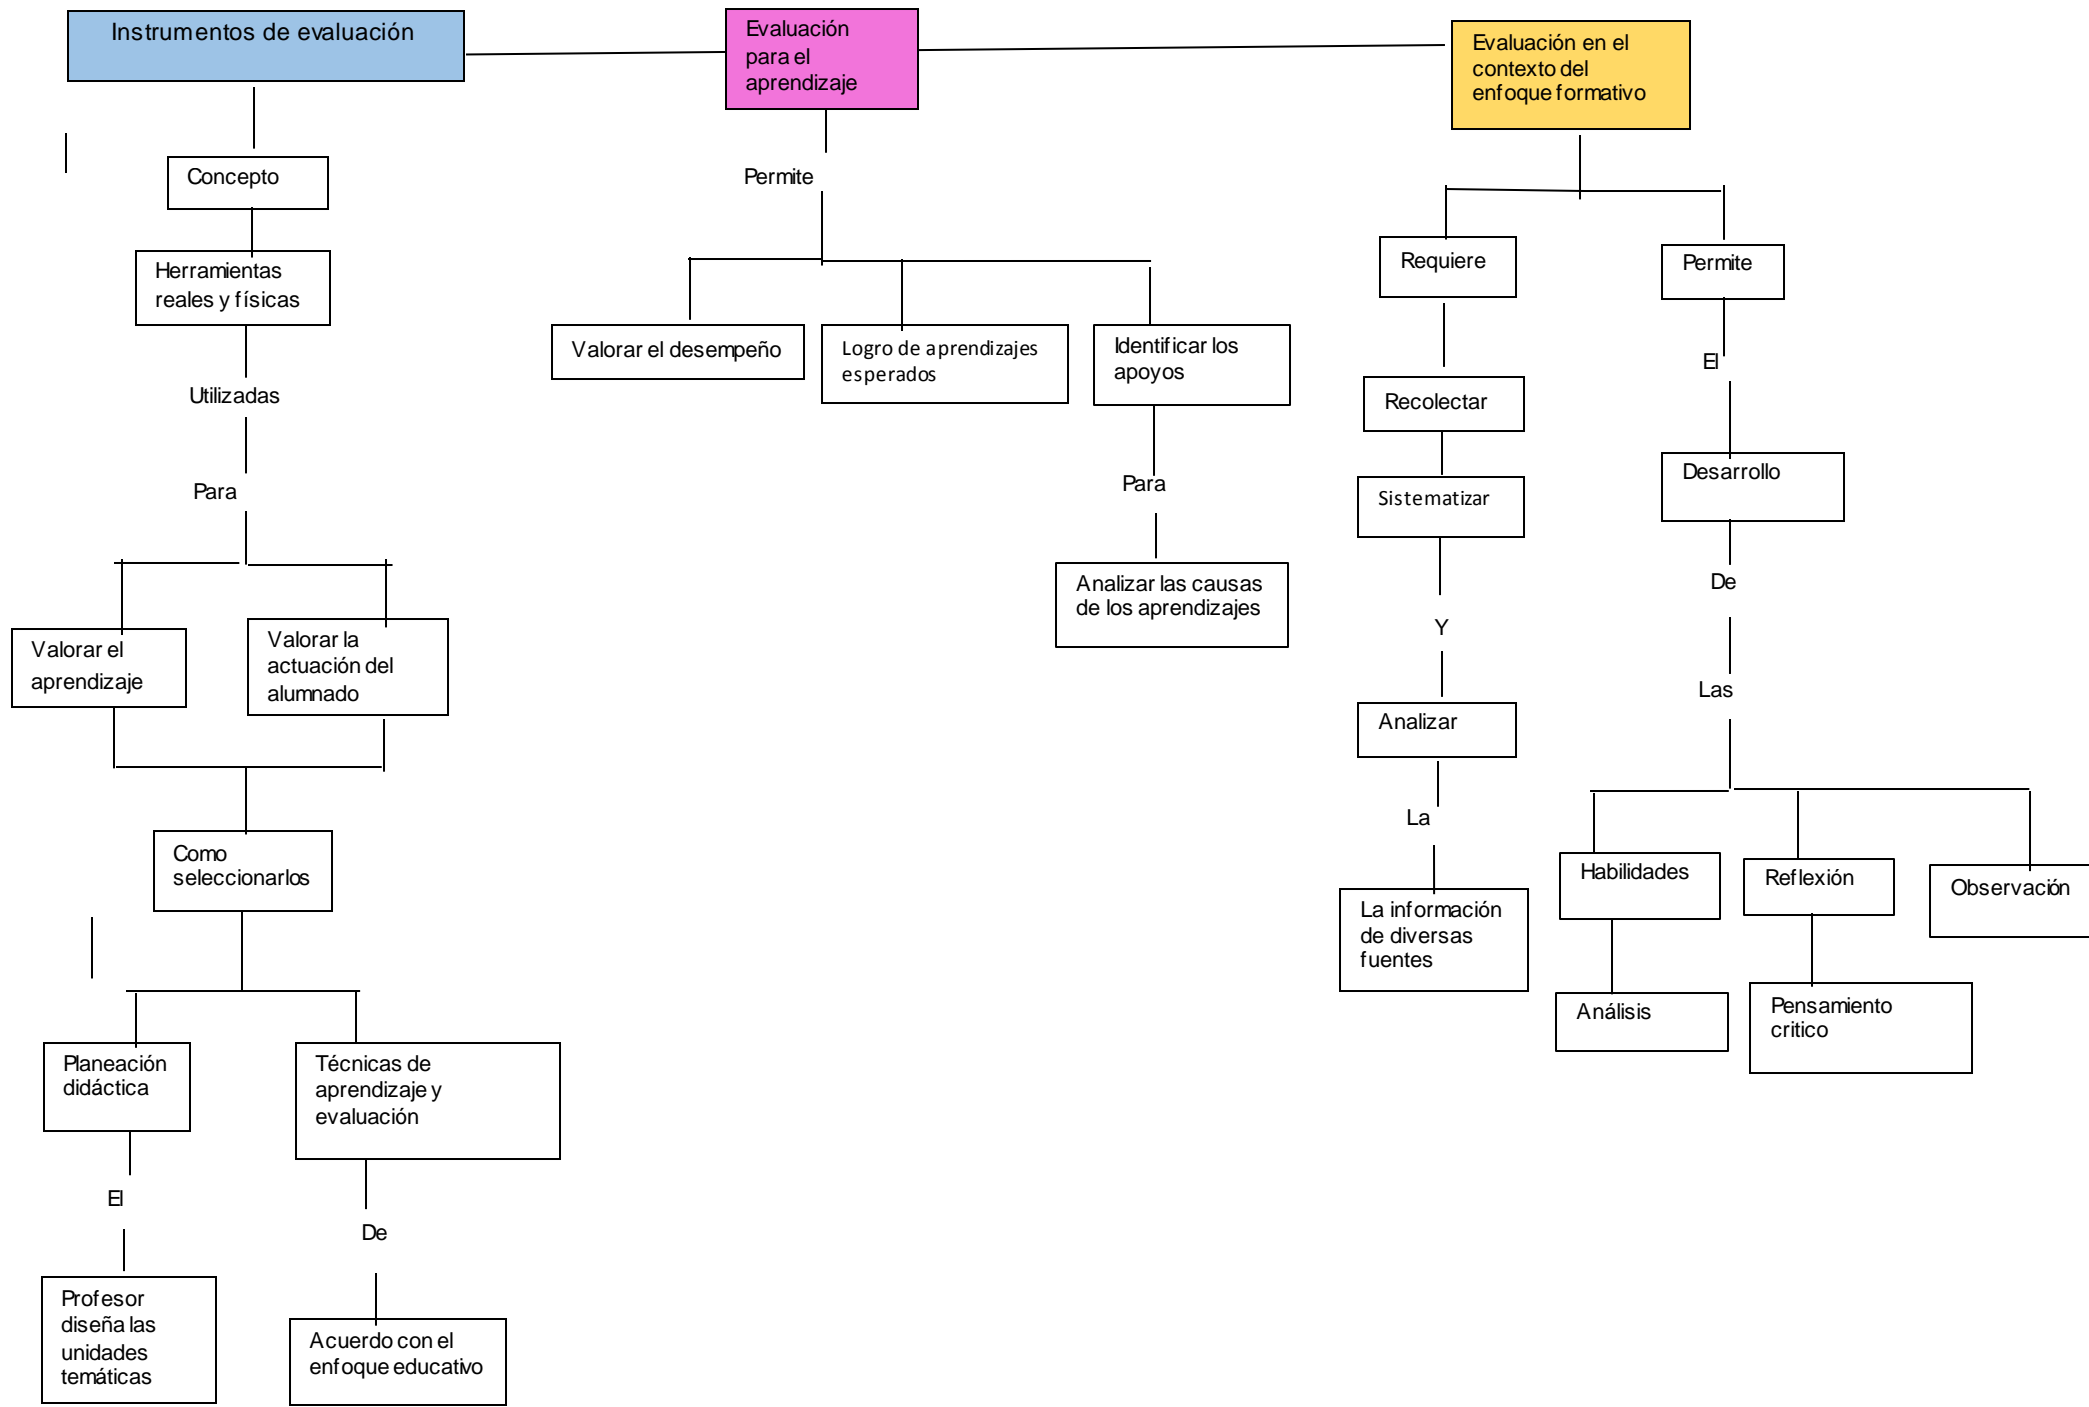 Instrumentos de evaluación
Concepto
Herramientas
reales y físicas
Utilizadas
Para
Valorar el
aprendizaje
Valorar la
actuación del
alumnado
Como
seleccionarlos
Planeación
didáctica
Técnicas de
aprendizaje y
evaluación
El
De
Profesor
diseña las
unidades
temáticas
Acuerdo con el
enfoque educativo
Evaluación
para el
aprendizaje
Permite
Valorar el desempeño
Logro de aprendizajes
esperados
Identificar los
apoyos
Para
Analizar las causas
de los aprendizajes
Evaluación en el
contexto del
enfoque formativo
Requiere
Recolectar
Sistematizar
Y
Analizar
La
La información
de diversas
fuentes
Permite
El
Desarrollo
De
Las
Habilidades
Reflexión
Observación
Análisis
Pensamiento
critico